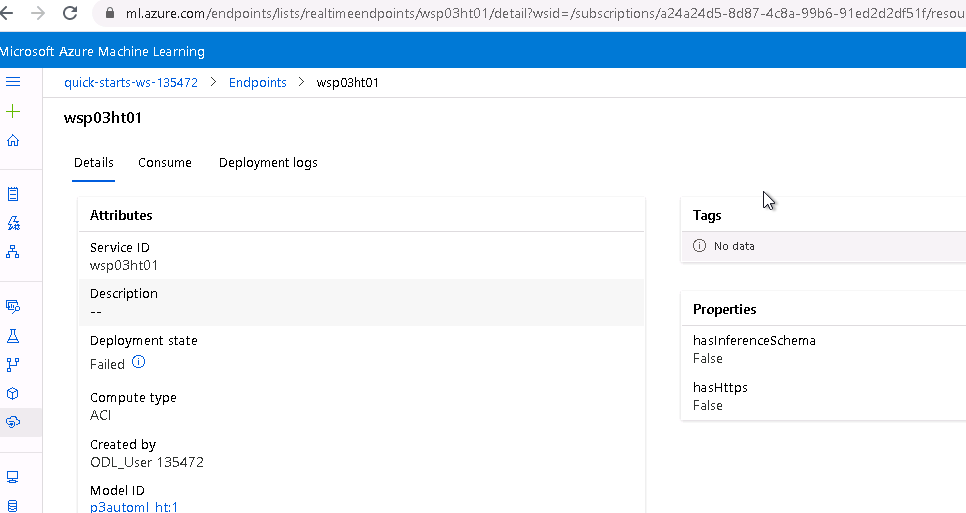 ml.azure.com/endpoints/lists/realtimeendpoints/wsp03ht01/detail?wsid=/subscriptions/a24a24d5-8d87-4c8a-99b6-91ed2d2df51f/resou
Microsoft Azure Machine Learning
quick-starts-ws-135472 > Endpoints > wsp03ht01
wsp03ht01
Details Consume Deployment logs
Attributes
Service ID
wsp03ht01
Description
--
Deployment state
Failed
Compute type
ACI
Created by
ODL_User 135472
Model ID
p3automl_ht:1
Tags
No data
Properties
hasInferenceSchema
False
hasHttps
False